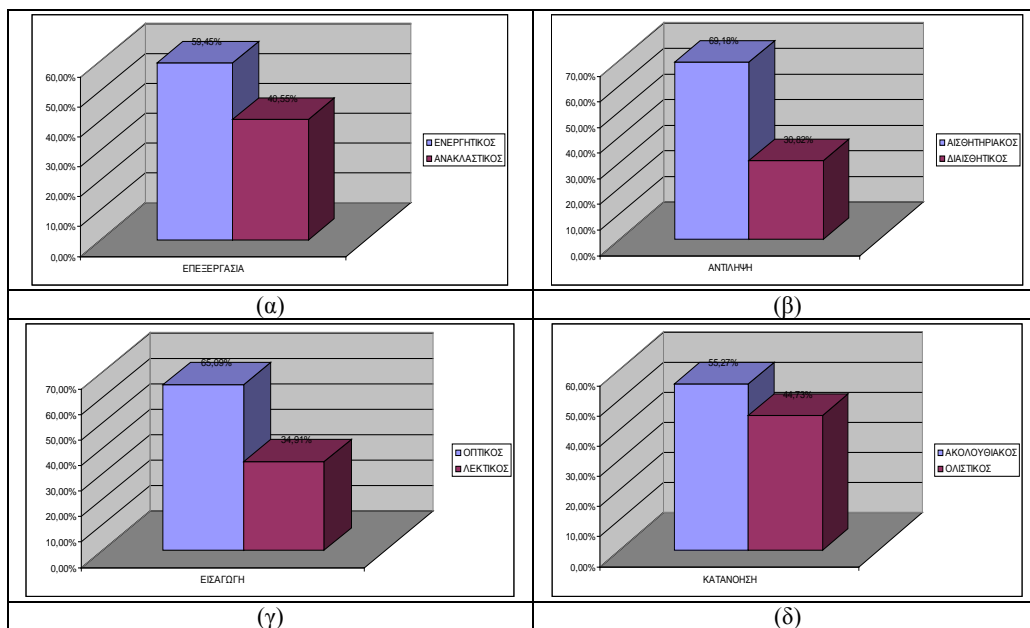 59,45%
40,55%
60,00%
50,00%
40,00%
30,00%
20,00%
10,00%
0,00%
ΕΝΕΡΓΗΤΙΚΟΣ
ΑΝΑΚΛΑΣΤΙΚΟΣ
ΕΠΕΞΕΡΓΑΣΙΑ
(α)
69,18%
30,82%
70,00%
60,00%
50,00%
40,00%
30,00%
20,00%
10,00%
0,00%
ΑΙΣΘΗΤΗΡΙΑΚΟΣ
ΔΙΑΙΣΘΗΤΙΚΟΣ
ΑΝΤΙΛΗΨΗ
(β)
65,09%
34,91%
70,00%
60,00%
50,00%
40,00%
30,00%
20,00%
10,00%
0,00%
ΟΠΤΙΚΟΣ
ΛΕΚΤΙΚΟΣ
ΕΙΣΑΓΩΓΗ
(γ)
55,27%
44,73%
60,00%
50,00%
40,00%
30,00%
20,00%
10,00%
0,00%
ΑΚΟΛΟΥΘΙΑΚΟΣ
ΟΛΙΣΤΙΚΟΣ
ΚΑΤΑΝΟΗΣΗ
(δ)